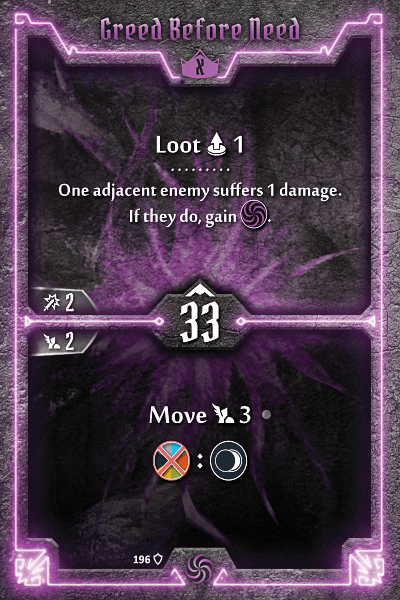 Greed Before Need
X
Loot 1
One adjacent enemy suffers 1 damage.
If they do, gain .
2
33
2
Move 3
:
196